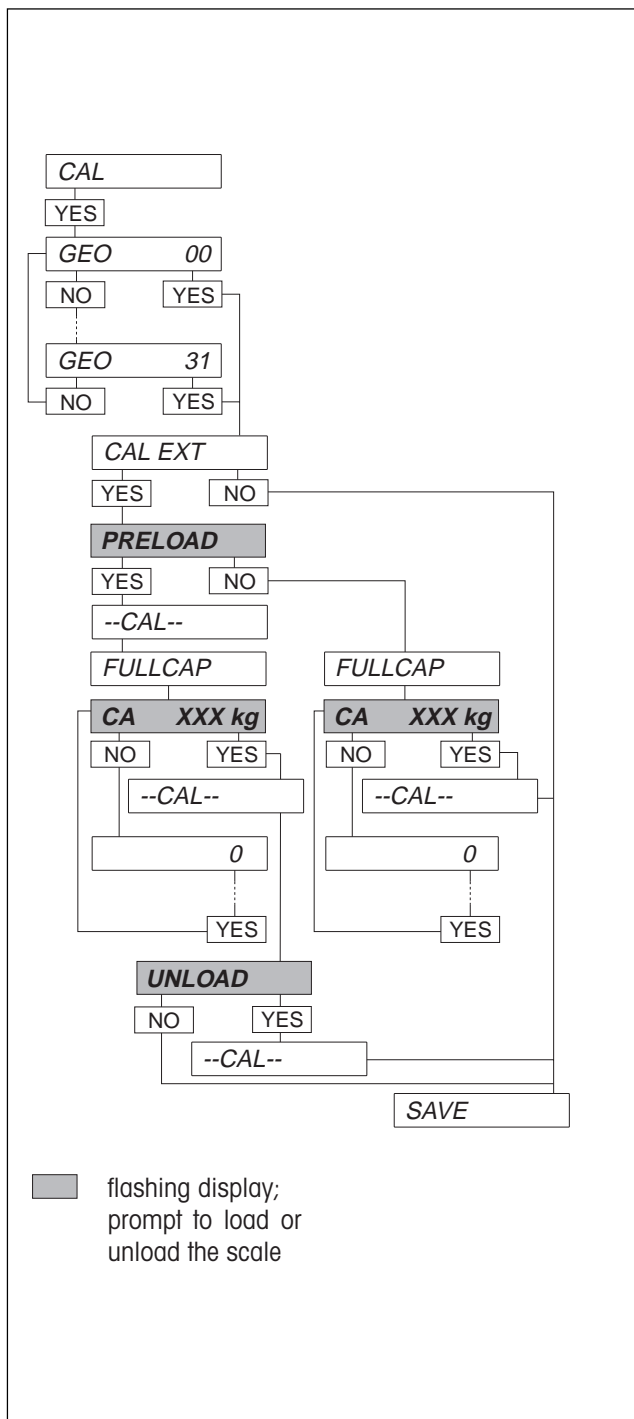 CAL
YES
GEO 00
NO YES
GEO 31
NO YES
CAL EXT
YES NO
PRELOAD
YES NO
--CAL--
FULLCAP FULLCAP
CA XXX kg CA XXX kg
NO YES NO YES
--CAL-- --CAL--
0 0
YES YES
UNLOAD
NO YES
--CAL--
SAVE
flashing display;
prompt to load or
unload the scale